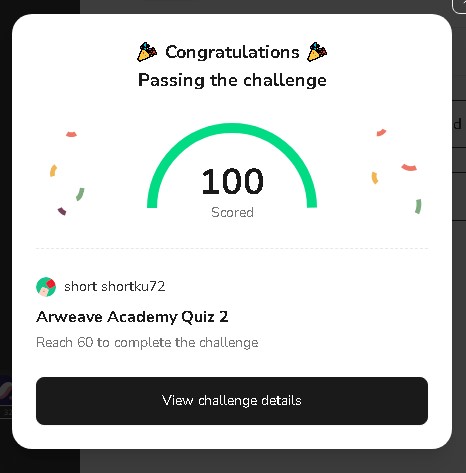 Congratulations
Passing the challenge
100
Scored
short shortku72
Arweave Academy Quiz 2
Reach 60 to complete the challenge
View challenge details
d